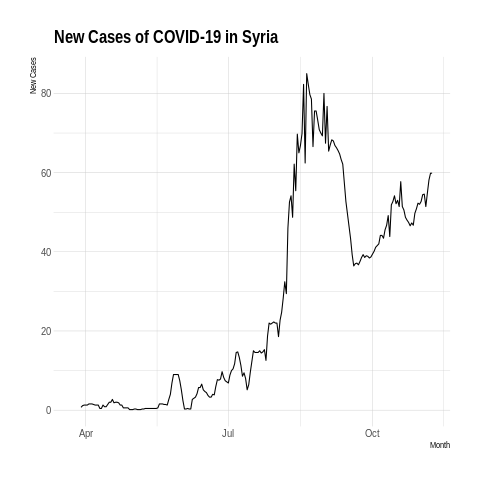 New Cases of COVID-19 in Syria
New Cases
80
60
40
20
0
Apr
Jul
Oct
Month